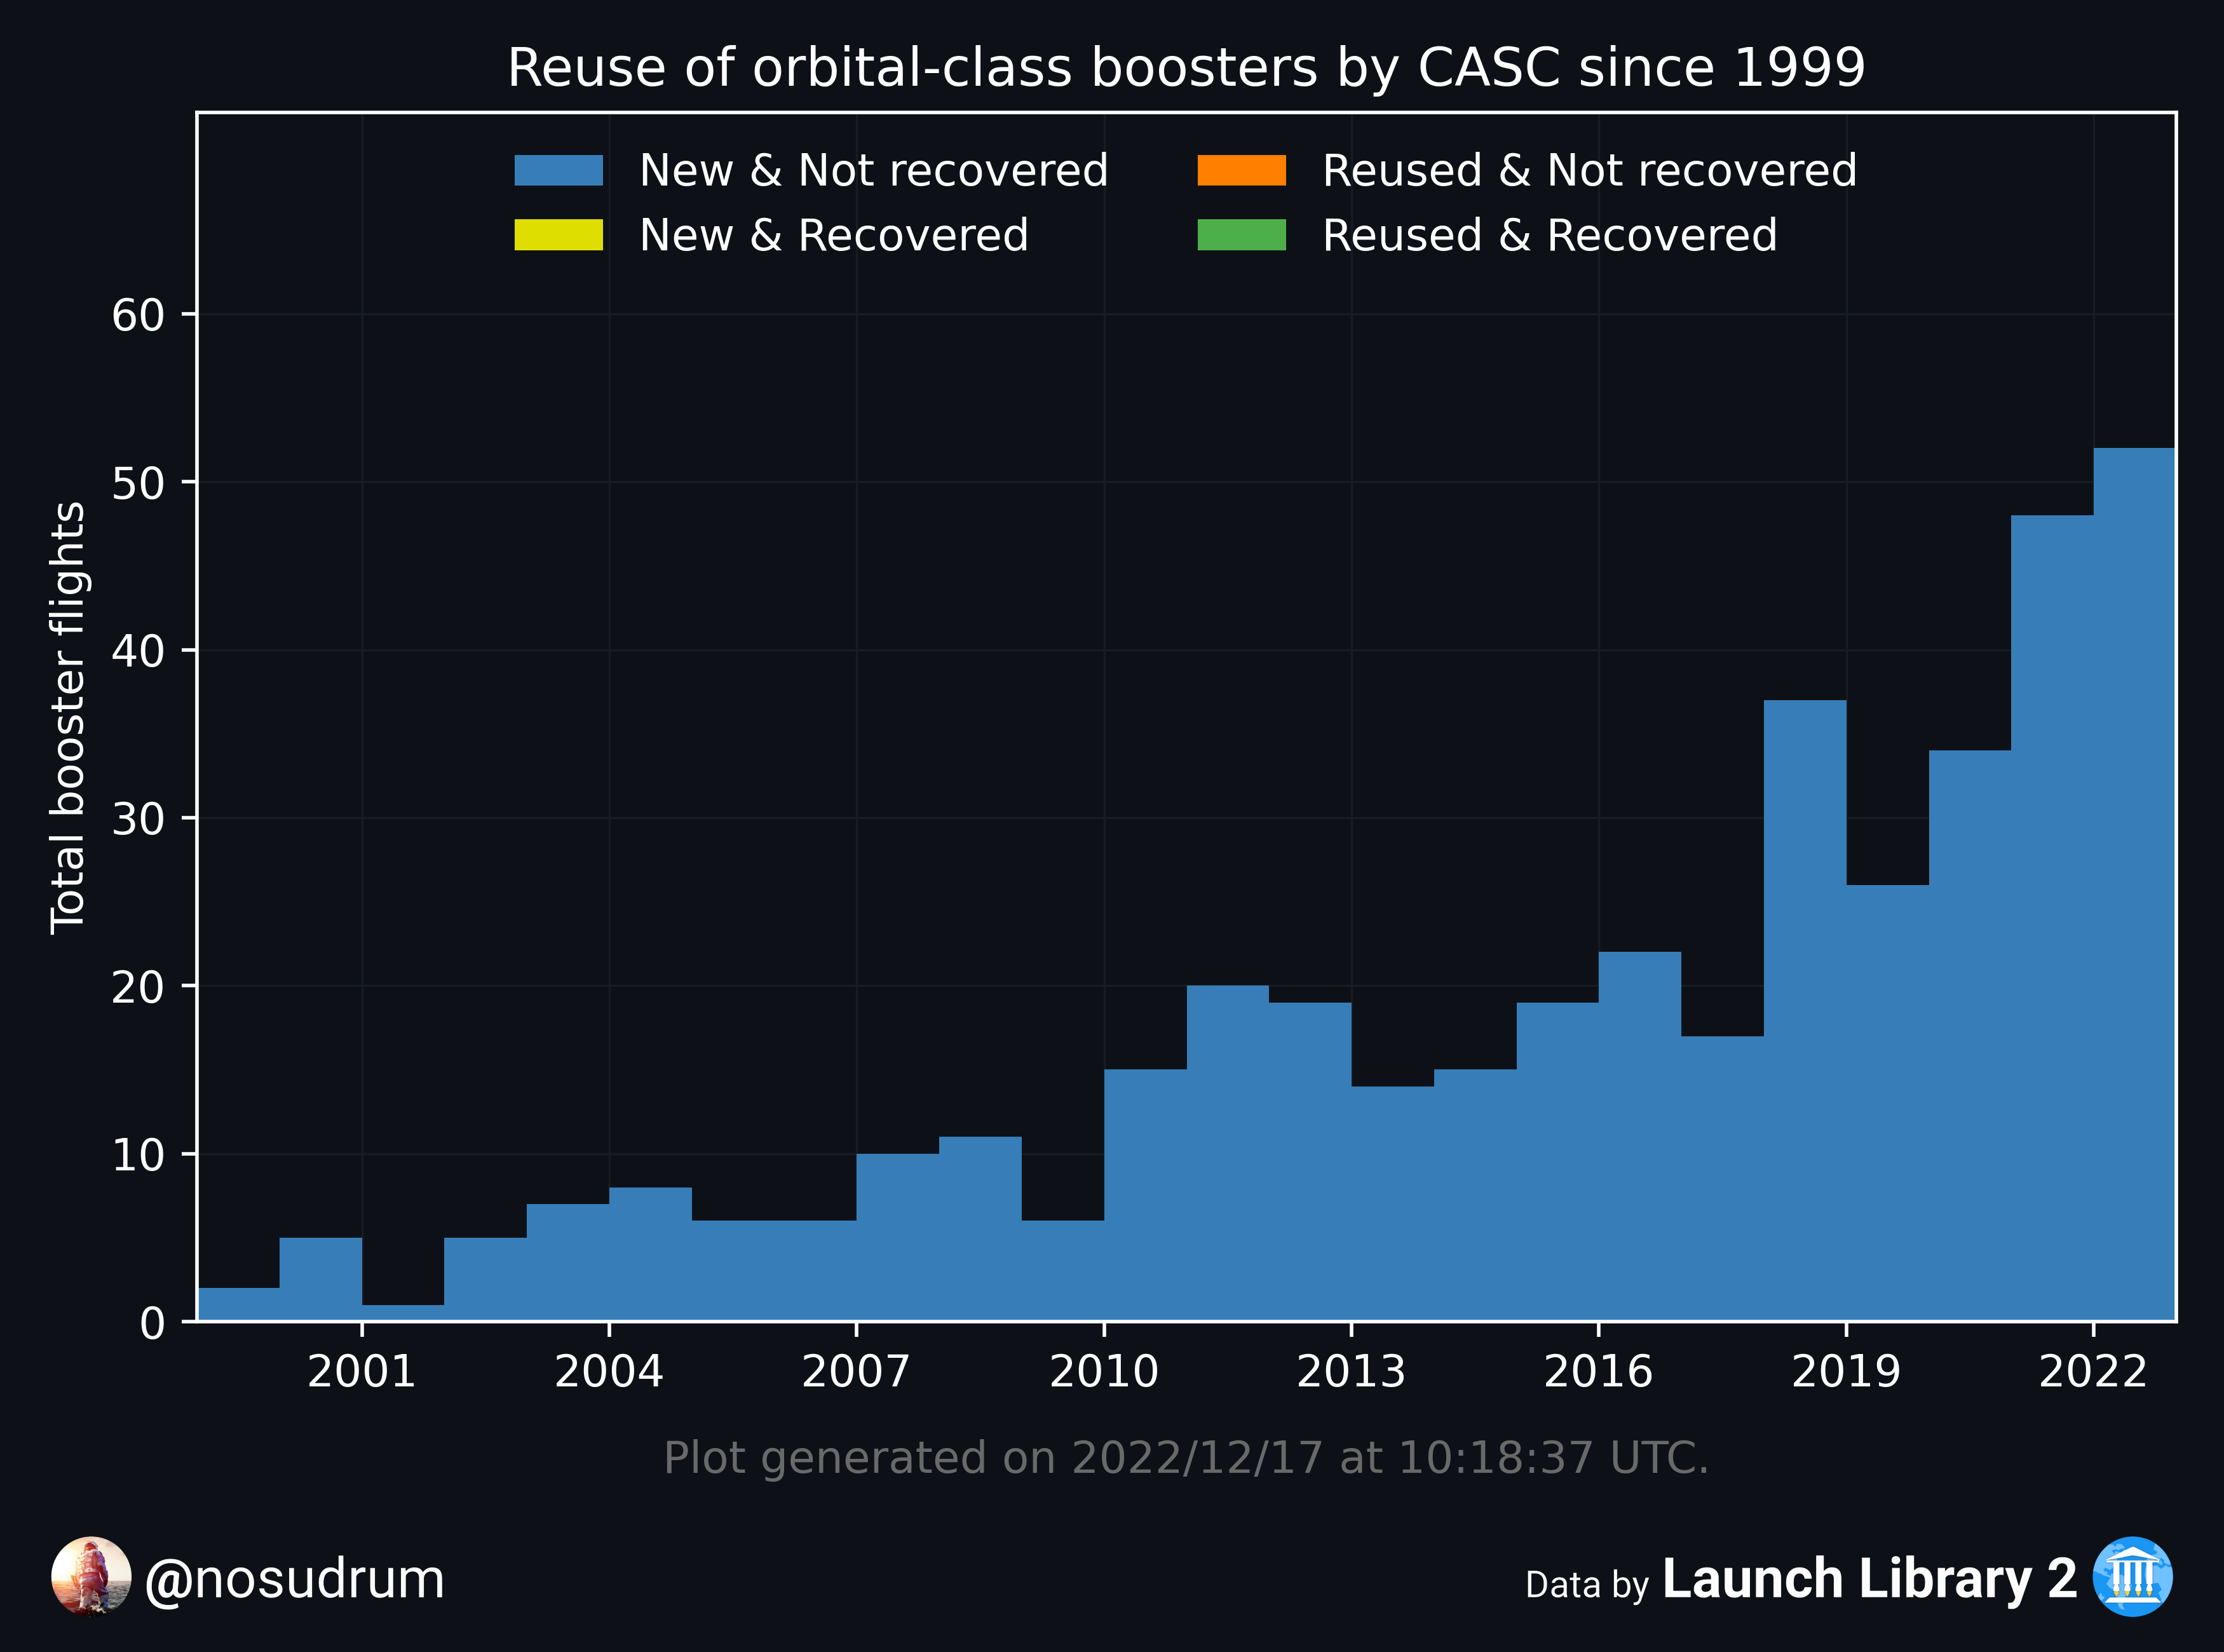 Reuse of orbital-class boosters by CASC since 1999
New & Not recovered
New & Recovered
Reused & Not recovered
Reused & Recovered
Total booster flights
60
50
40
30
20
10
0
2001 2004 2007 2010 2013 2016 2019 2022
Plot generated on 2022/12/17 at 10:18:37 UTC.
@nosudrum
Data by Launch Library 2